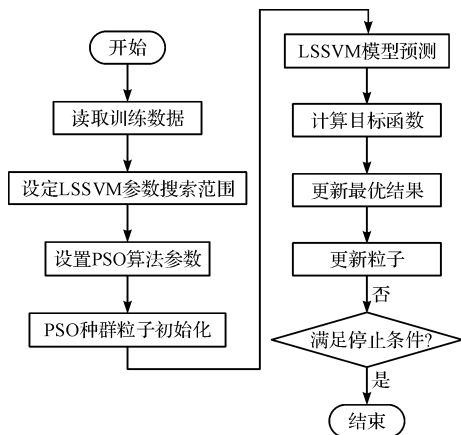 开始
读取训练数据
设定LSSVM参数搜索范围
设置PSO算法参数
PSO种群粒子初始化
LSSVM模型预测
计算目标函数
更新最优结果
更新粒子
否
满足停止条件?
是
结束